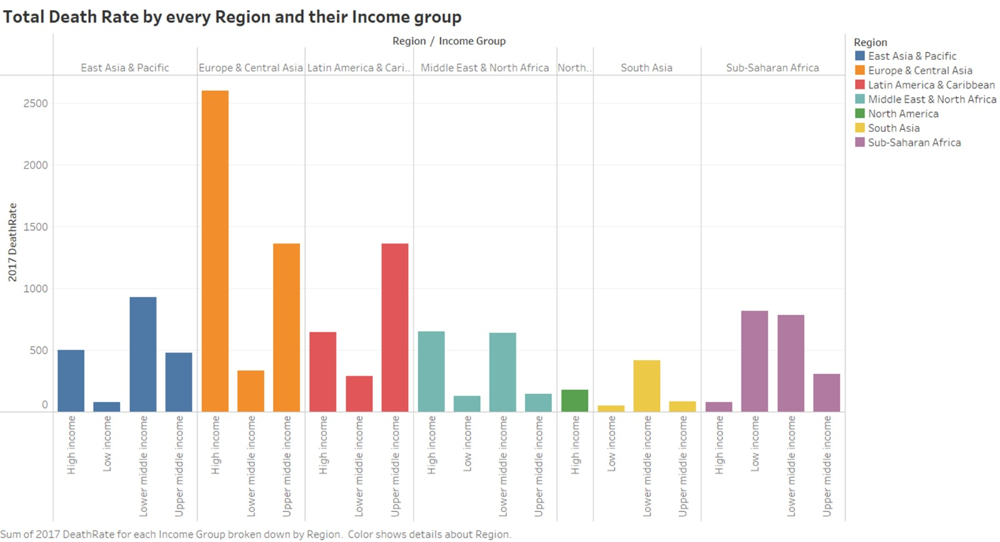 Total Death Rate by every Region and their Income group
Region / Income Group
East Asia & Pacific
Europe & Central Asia
Latin America & Cari..
Middle East & North Africa
North..
South Asia
Sub-Saharan Africa
2017 DeathRate
2500
2000
1500
1000
500
0
High income
Low income
Lower middle income
Upper middle income
High income
Lower middle income
Upper middle income
High income
Lower middle income
Upper middle income
High income
Low income
Lower middle income
Upper middle income
High income
Low income
Lower middle income
Upper middle income
High income
Low income
Lower middle income
Upper middle income
Region
East Asia & Pacific
Europe & Central Asia
Latin America & Caribbean
Middle East & North Africa
North America
South Asia
Sub-Saharan Africa
Sum of 2017 DeathRate for each Income Group broken down by Region. Color shows details about Region.